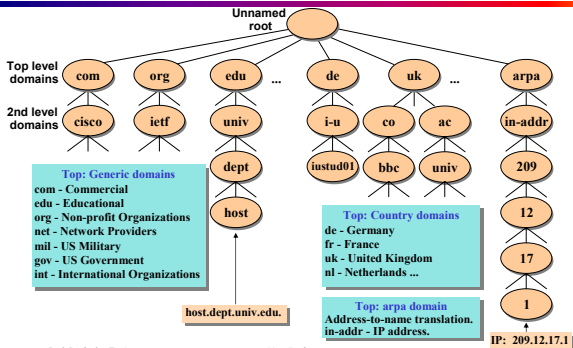 Unnamed
root
Top level
domains
com
org
edu
...
de
uk
...
arpa
2nd level
domains
cisco
ietf
univ
i-u
co
ac
in-addr
dept
iustud01
bbc
univ
209
host
12
17
1
Top: Generic domains
com - Commercial
edu - Educational
org - Non-profit Organizations
net - Network Providers
mil - US Military
gov - US Government
int - International Organizations
Top: Country domains
de - Germany
fr - France
uk - United Kingdom
nl - Netherlands ...
host.dept.univ.edu.
Top: arpa domain
Address-to-name translation.
in-addr - IP address.
IP: 209.12.17.1